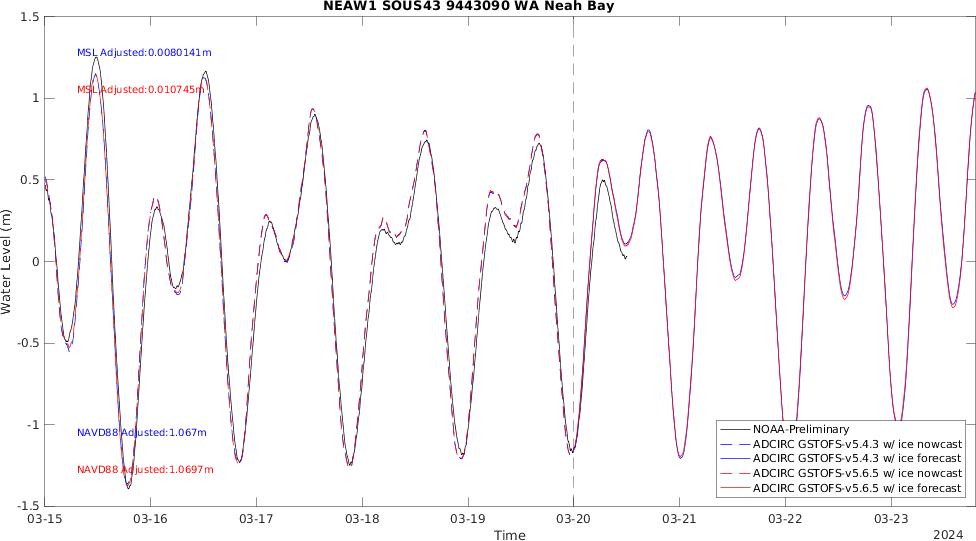 NEAW1 SOUS43 9443090 WA Neah Bay
1.5
1
0.5
0
-0.5
-1
-1.5
Water Level (m)
MSL Adjusted:0.0080141m
MSL Adjusted:0.010745m
NAVD88 Adjusted:1.067m
NAVD88 Adjusted:1.0697m
NOAA-Preliminary
ADCIRC GSTOFS-v5.4.3 w/ ice nowcast
ADCIRC GSTOFS-v5.4.3 w/ ice forecast
ADCIRC GSTOFS-v5.6.5 w/ ice nowcast
ADCIRC GSTOFS-v5.6.5 w/ ice forecast
03-15 03-16 03-17 03-18 03-19 03-20 03-21 03-22 03-23
Time
2024